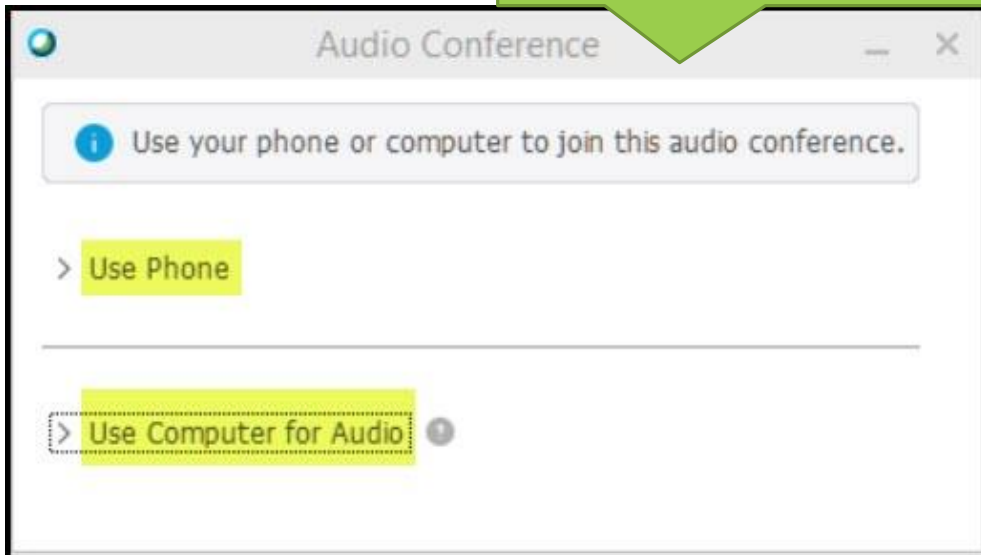 Audio Conference
Use your phone or computer to join this audio conference.
> Use Phone
> Use Computer for Audio